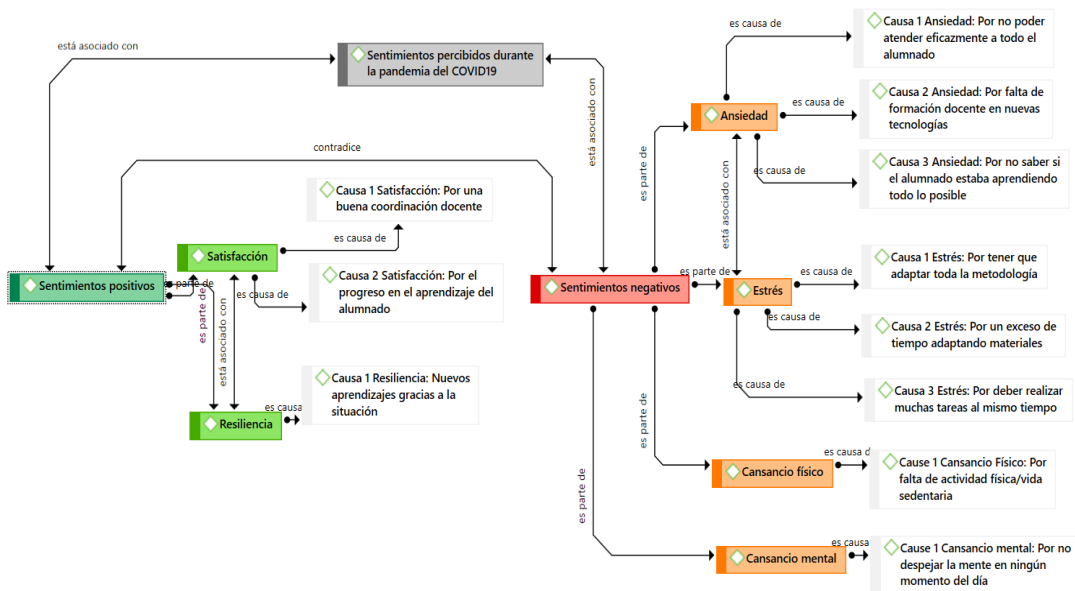 está asociado con
Sentimientos percibidos durante
la pandemia del COVID19
contradice
está asociado con
Sentimientos positivos
es parte de
es parte de
Satisfacción
es causa de
Causa 1 Satisfacción: Por una
buena coordinación docente
es causa de
Causa 2 Satisfacción: Por el
progreso en el aprendizaje del
alumnado
está asociado con
Resiliencia
es causa
Causa 1 Resiliencia: Nuevos
aprendizajes gracias a la
situación
Sentimientos negativos
es parte de
Ansiedad
es causa de
Causa 1 Ansiedad: Por no poder
atender eficazmente a todo el
alumnado
es causa de
Causa 2 Ansiedad: Por falta de
formación docente en nuevas
tecnologías
es causa de
Causa 3 Ansiedad: Por no saber si
el alumnado estaba aprendiendo
todo lo posible
está asociado con
es parte de
Estrés
es causa de
Causa 1 Estrés: Por tener que
adaptar toda la metodología
es causa de
Causa 2 Estrés: Por un exceso de
tiempo adaptando materiales
es causa de
Causa 3 Estrés: Por deber realizar
muchas tareas al mismo tiempo
es parte de
Cansancio físico
es causa d
Cause 1 Cansancio Físico: Por
falta de actividad física/vida
sedentaria
es parte de
Cansancio mental
es causa
Cause 1 Cansancio mental: Por no
despejar la mente en ningún
momento del día